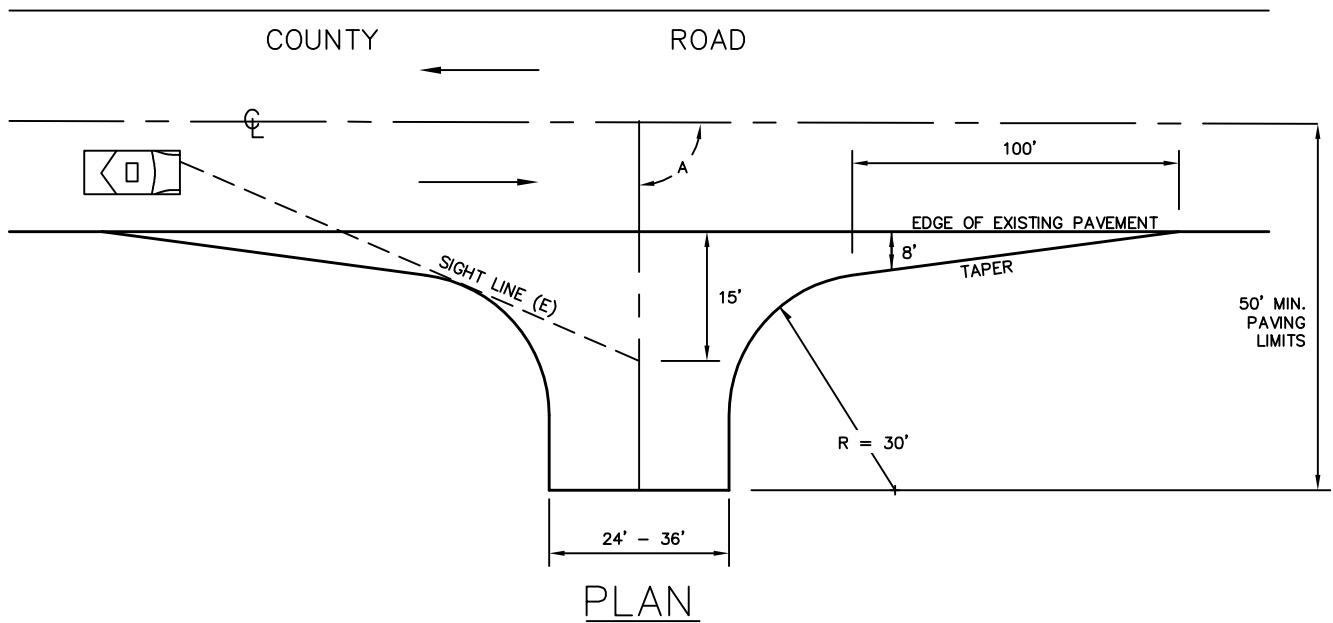 COUNTY ROAD
℄
A
100'
EDGE OF EXISTING PAVEMENT
8'
TAPER
SIGHT LINE (E)
15'
50' MIN.
PAVING
LIMITS
R = 30'
24' - 36'
PLAN